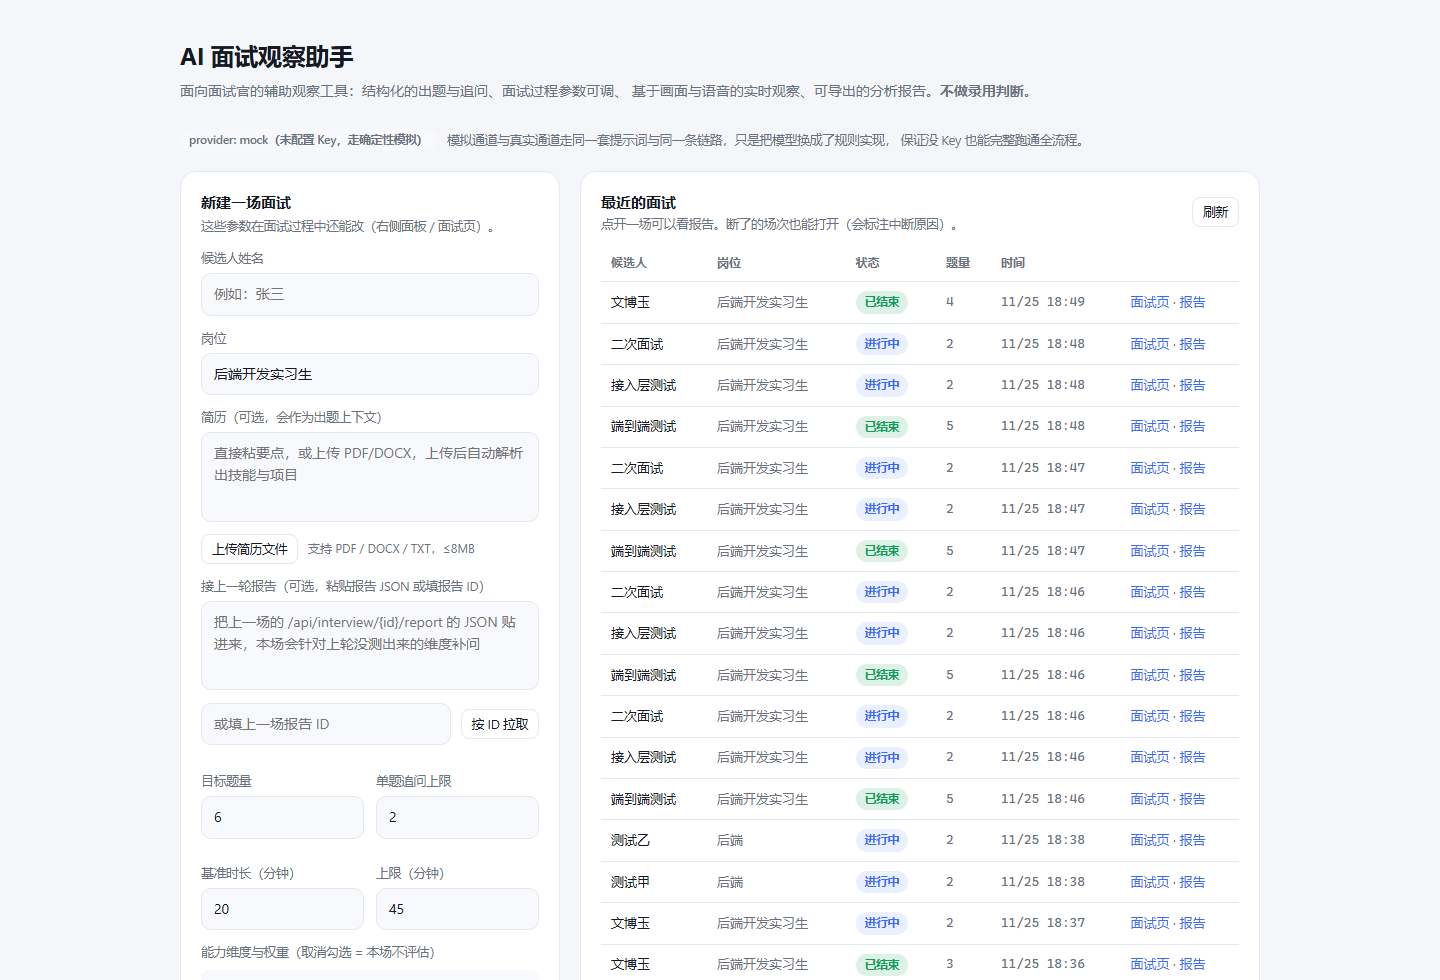 AI 面试观察助手
面向面试官的辅助观察工具：结构化的出题与追问、面试过程参数可调、 基于画面与语音的实时观察、可导出的分析报告。不做录用判断。
provider: mock（未配置 Key，走确定性模拟） 模拟通道与真实通道走同一套提示词与同一条链路，只是把模型换成了规则实现， 保证没 Key 也能完整跑通全流程。
新建一场面试
这些参数在面试过程中还能改（右侧面板 / 面试页）。
候选人姓名
例如：张三
岗位
后端开发实习生
简历（可选，会作为出题上下文）
直接粘要点，或上传 PDF/DOCX，上传后自动解析
出技能与项目
上传简历文件 支持 PDF / DOCX / TXT，≤8MB
接上一轮报告（可选，粘贴报告 JSON 或填报告 ID）
把上一场的 /api/interview/{id}/report 的 JSON 贴
进来，本场会针对上轮没测出来的维度补问
或填上一场报告 ID 按 ID 拉取
目标题量 单题追问上限
6 2
基准时长（分钟） 上限（分钟）
20 45
能力维度与权重（取消勾选 = 本场不评估）
最近的面试
点开一场可以看报告。断了的场次也能打开（会标注中断原因）。
刷新
候选人 岗位 状态 题量 时间
文博玉 后端开发实习生 已结束 4 11/25 18:49 面试页 · 报告
二次面试 后端开发实习生 进行中 2 11/25 18:48 面试页 · 报告
接入层测试 后端开发实习生 进行中 2 11/25 18:48 面试页 · 报告
端到端测试 后端开发实习生 已结束 5 11/25 18:48 面试页 · 报告
二次面试 后端开发实习生 进行中 2 11/25 18:47 面试页 · 报告
接入层测试 后端开发实习生 进行中 2 11/25 18:47 面试页 · 报告
端到端测试 后端开发实习生 已结束 5 11/25 18:47 面试页 · 报告
二次面试 后端开发实习生 进行中 2 11/25 18:46 面试页 · 报告
接入层测试 后端开发实习生 进行中 2 11/25 18:46 面试页 · 报告
端到端测试 后端开发实习生 已结束 5 11/25 18:46 面试页 · 报告
二次面试 后端开发实习生 进行中 2 11/25 18:46 面试页 · 报告
接入层测试 后端开发实习生 进行中 2 11/25 18:46 面试页 · 报告
端到端测试 后端开发实习生 已结束 5 11/25 18:46 面试页 · 报告
测试乙 后端 进行中 2 11/25 18:38 面试页 · 报告
测试甲 后端 进行中 2 11/25 18:38 面试页 · 报告
文博玉 后端开发实习生 进行中 2 11/25 18:37 面试页 · 报告
文博玉 后端开发实习生 已结束 3 11/25 18:36 面试页 · 报告